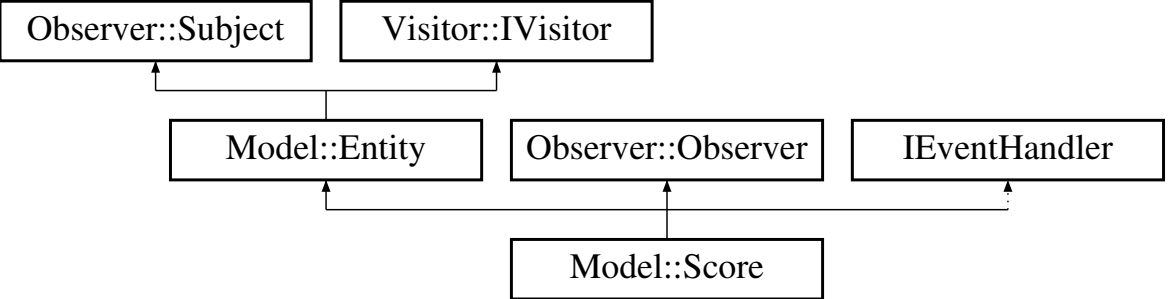 Observer::Subject
Visitor::IVisitor
Model::Entity
Observer::Observer
IEventHandler
Model::Score